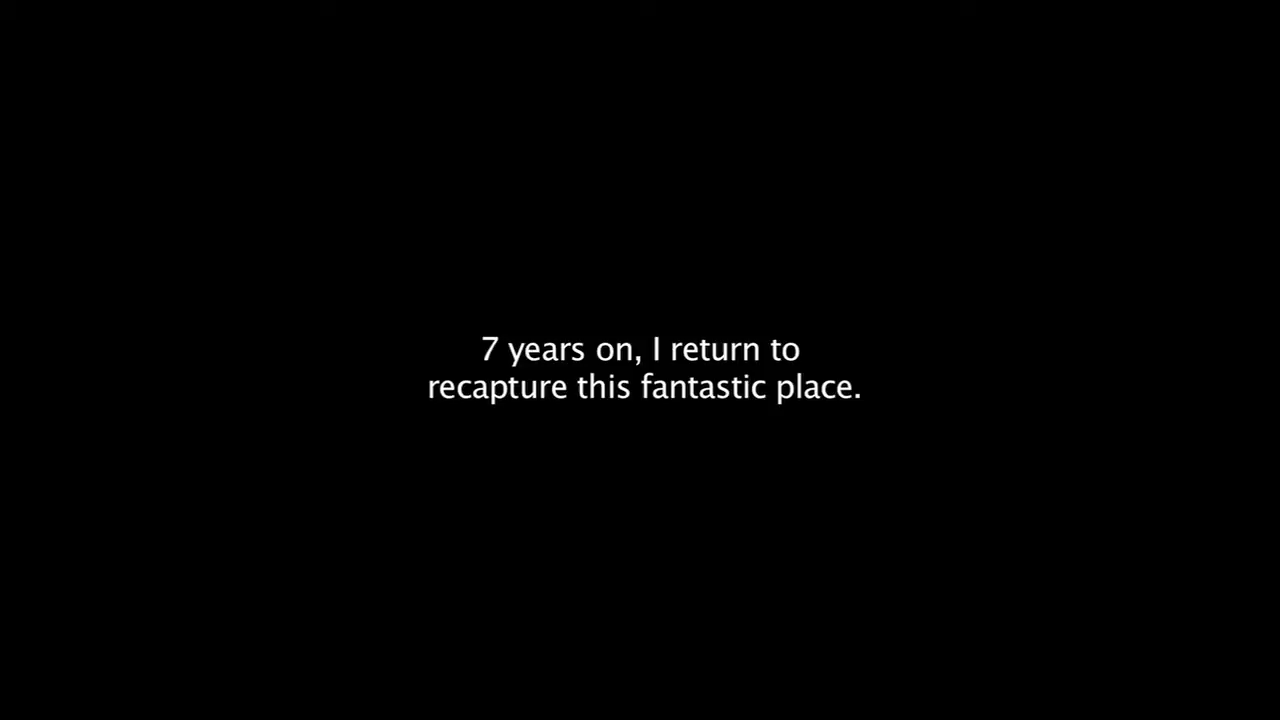 7 years on, I return to
recapture this fantastic place.